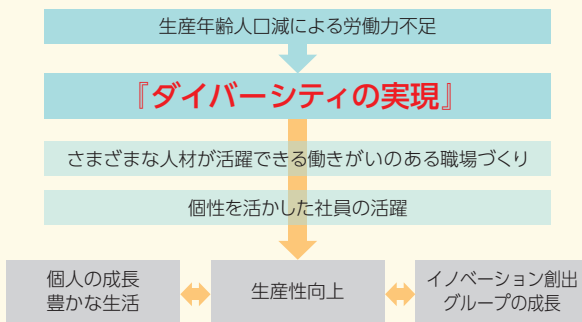 生産年齢人口減による労働力不足
『ダイバーシティの実現』
さまざまな人材が活躍できる働きがいのある職場づくり
個性を活かした社員の活躍
個人の成長
豊かな生活
生産性向上
イノベーション創出
グループの成長